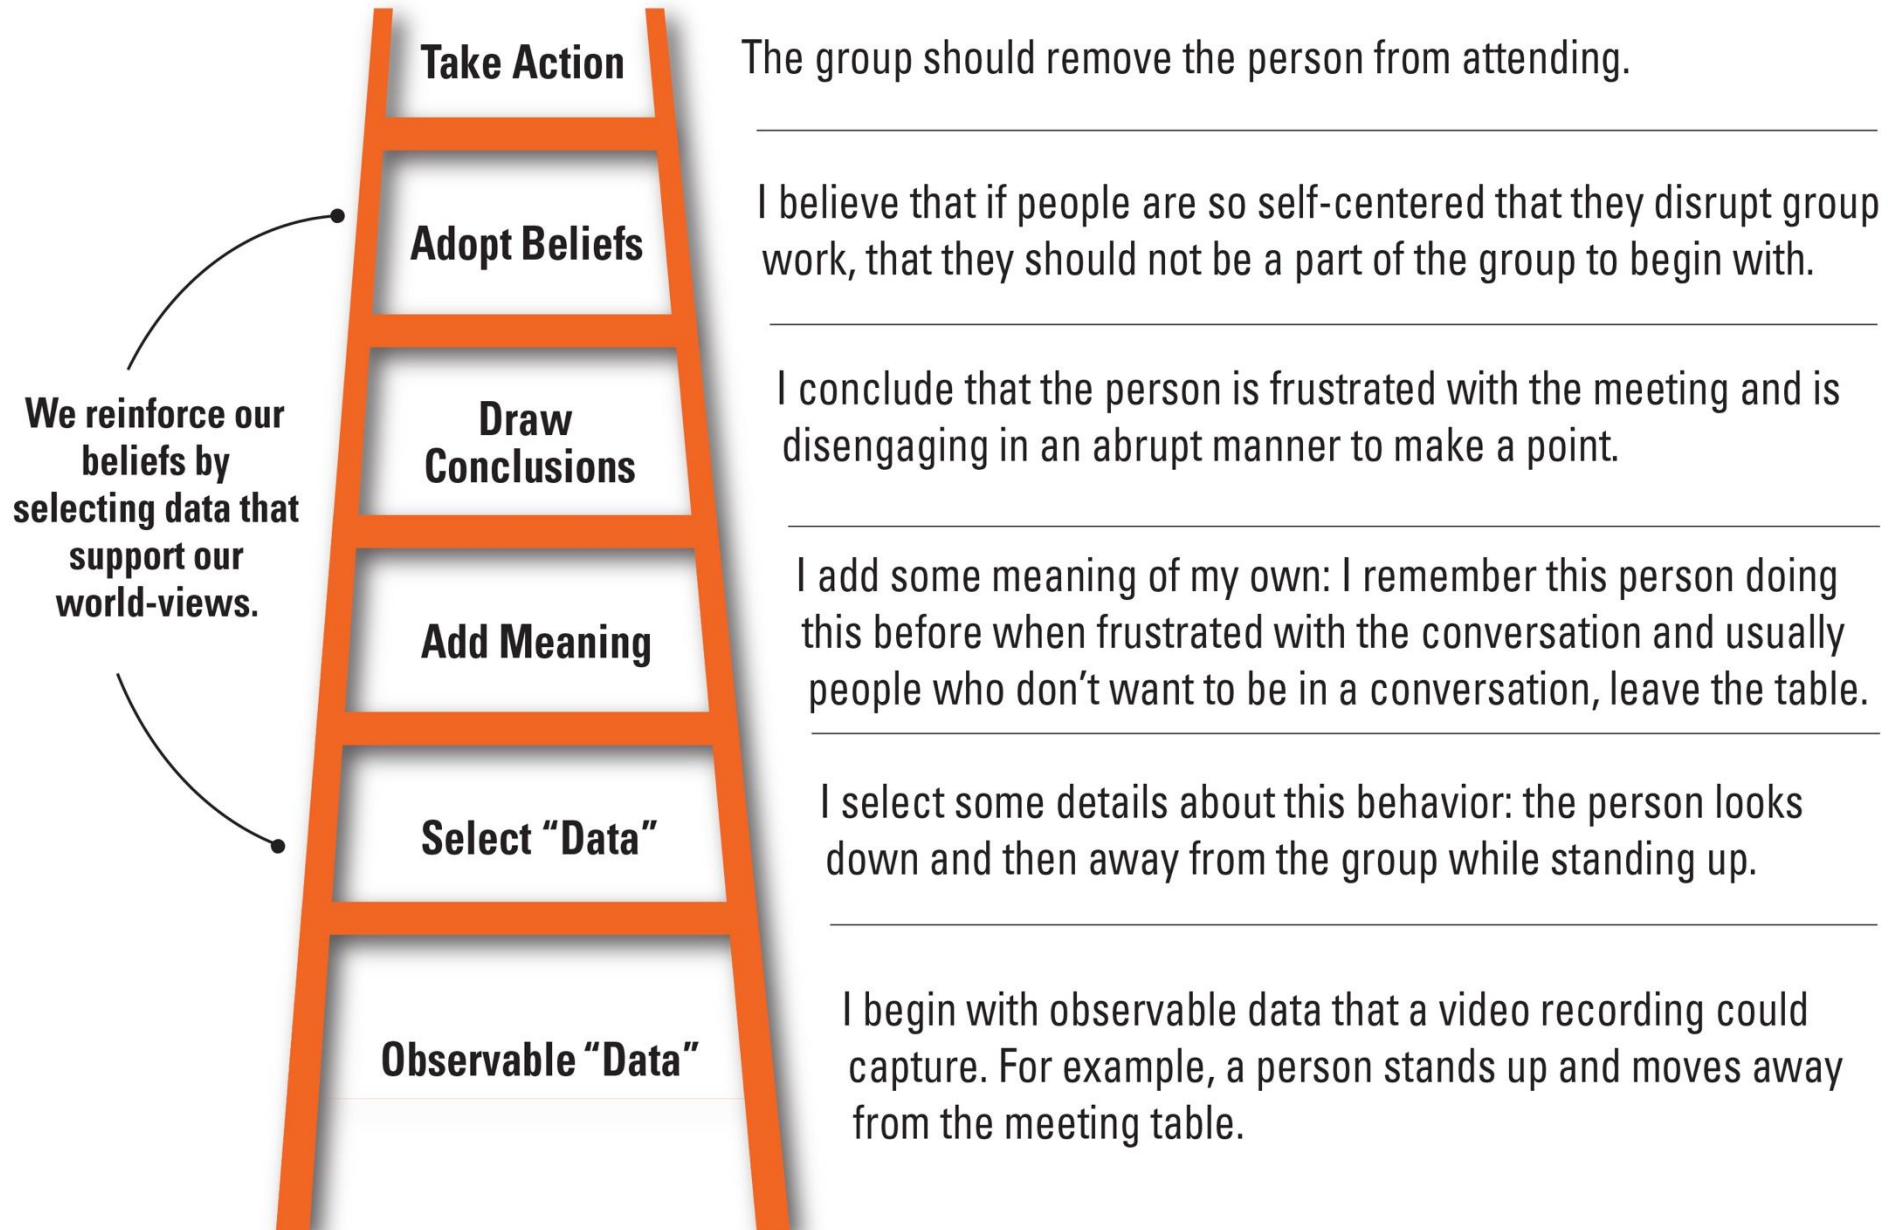 Take Action
The group should remove the person from attending.
Adopt Beliefs
I believe that if people are so self-centered that they disrupt group
work, that they should not be a part of the group to begin with.
We reinforce our
beliefs by
selecting data that
support our
world-views.
Draw
Conclusions
I conclude that the person is frustrated with the meeting and is
disengaging in an abrupt manner to make a point.
Add Meaning
I add some meaning of my own: I remember this person doing
this before when frustrated with the conversation and usually
people who don’t want to be in a conversation, leave the table.
Select “Data”
I select some details about this behavior: the person looks
down and then away from the group while standing up.
Observable “Data”
I begin with observable data that a video recording could
capture. For example, a person stands up and moves away
from the meeting table.